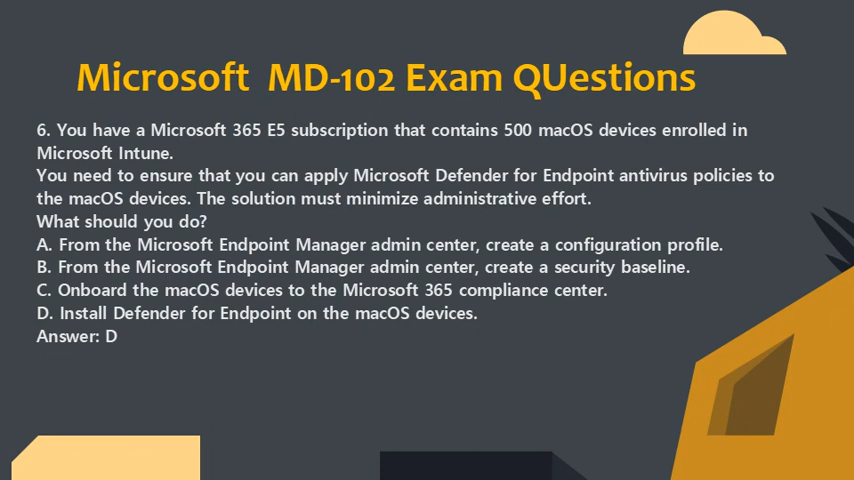 Microsoft MD-102 Exam QUestions
6. You have a Microsoft 365 E5 subscription that contains 500 macOS devices enrolled in
Microsoft Intune.
You need to ensure that you can apply Microsoft Defender for Endpoint antivirus policies to
the macOS devices. The solution must minimize administrative effort.
What should you do?
A. From the Microsoft Endpoint Manager admin center, create a configuration profile.
B. From the Microsoft Endpoint Manager admin center, create a security baseline.
C. Onboard the macOS devices to the Microsoft 365 compliance center.
D. Install Defender for Endpoint on the macOS devices.
Answer: D